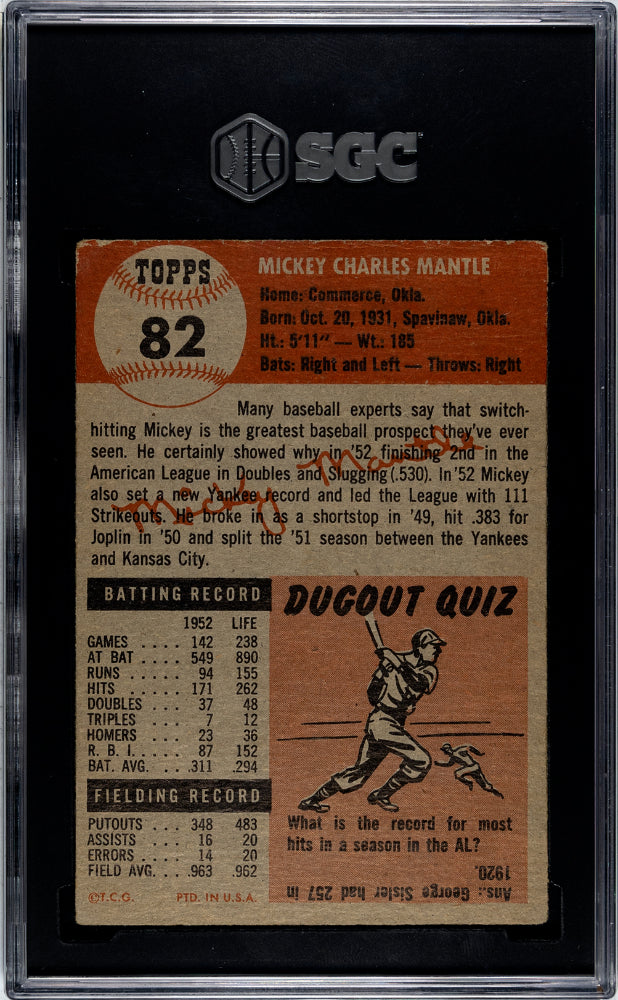 SGC
TOPPS
82
MICKEY CHARLES MANTLE
Home: Commerce, Okla.
Born: Oct. 20, 1931, Spavinaw, Okla.
Ht.: 5'11" — Wt.: 185
Bats: Right and Left — Throws: Right
Many baseball experts say that switch-
hitting Mickey is the greatest baseball prospect they've ever
seen. He certainly showed why in '52 finishing 2nd in the
American League in Doubles and Slugging (.530). In '52 Mickey
also set a new Yankee record and led the League with 111
Strikeouts. He broke in as a shortstop in '49, hit .383 for
Joplin in '50 and split the '51 season between the Yankees
and Kansas City.
Micky Mantle
BATTING RECORD
1952 LIFE
GAMES .... 142 238
AT BAT .... 549 890
RUNS ..... 94 155
HITS ..... 171 262
DOUBLES ... 37 48
TRIPLES .... 7 12
HOMERS ... 23 36
R. B. I. ..... 87 152
BAT. AVG. .. .311 .294
FIELDING RECORD
PUTOUTS ... 348 483
ASSISTS .... 16 20
ERRORS .... 14 20
FIELD AVG. .. .963 .962
©T.C.G. PTD. IN U.S.A.
DUGOUT QUIZ
What is the record for most
hits in a season in the AL?
Ans.: George Sisler had 257 in
1920.